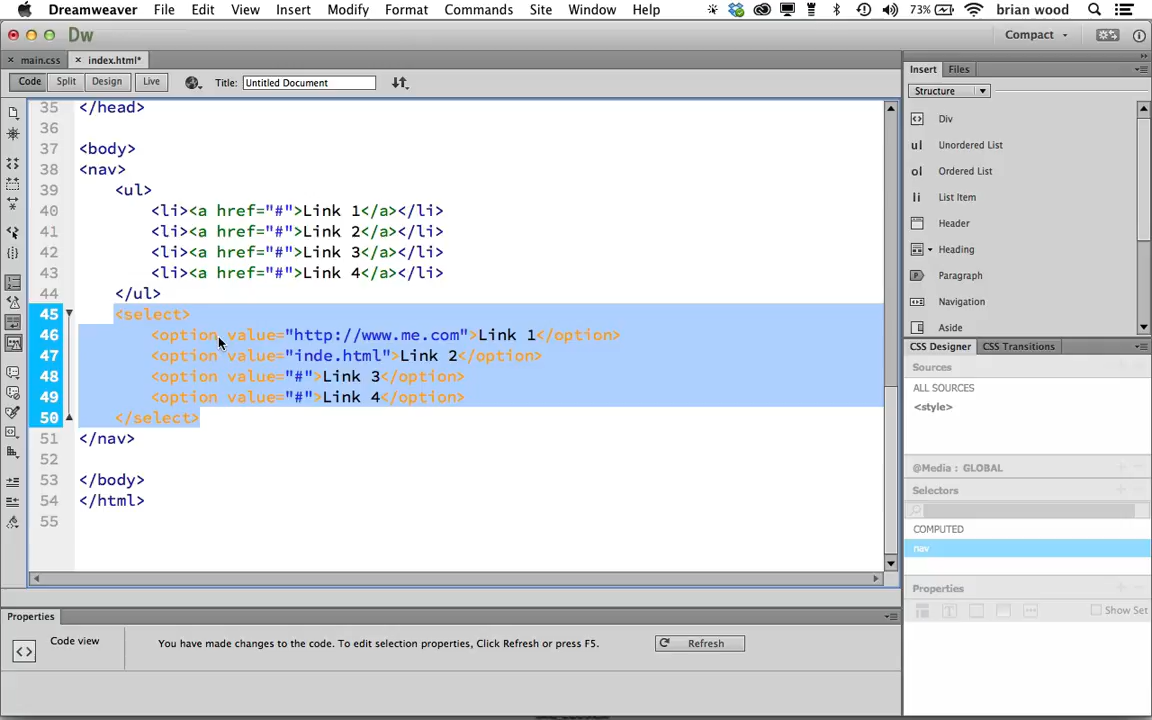 Dreamweaver File Edit View Insert Modify Format Commands Site Window Help 73% brian wood
Dw Compact
main.css index.html*
Code Split Design Live Title: Untitled Document
35 </head>
36
37 <body>
38 <nav>
39 <ul>
40 <li><a href="#">Link 1</a></li>
41 <li><a href="#">Link 2</a></li>
42 <li><a href="#">Link 3</a></li>
43 <li><a href="#">Link 4</a></li>
44 </ul>
45 <select>
46 <option value="http://www.me.com">Link 1</option>
47 <option value="inde.html">Link 2</option>
48 <option value="#">Link 3</option>
49 <option value="#">Link 4</option>
50 </select>
51 </nav>
52
53 </body>
54 </html>
55
Properties
Code view
You have made changes to the code. To edit selection properties, Click Refresh or press F5.
Refresh
Insert Files
Structure
Div
ul Unordered List
ol Ordered List
li List Item
Header
Heading
P Paragraph
Navigation
Aside
CSS Designer CSS Transitions
Sources
ALL SOURCES
<style>
@Media : GLOBAL
Selectors
COMPUTED
nav
Properties
Show Set